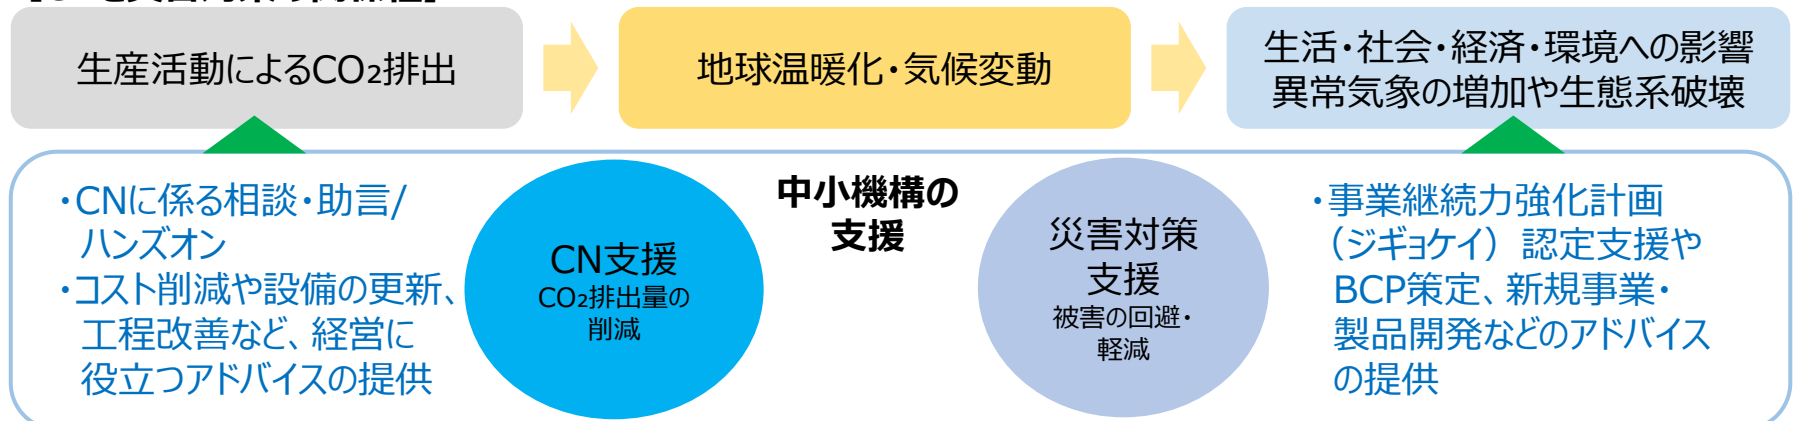 生産活動によるCO₂排出
地球温暖化・気候変動
生活・社会・経済・環境への影響
異常気象の増加や生態系破壊
・CNに係る相談・助言/
ハンズオン
・コスト削減や設備の更新、
工程改善など、経営に
役立つアドバイスの提供
CN支援
CO₂排出量の
削減
中小機構の
支援
災害対策
支援
被害の回避・
軽減
・事業継続力強化計画
（ジギョケイ）認定支援や
BCP策定、新規事業・
製品開発などのアドバイス
の提供